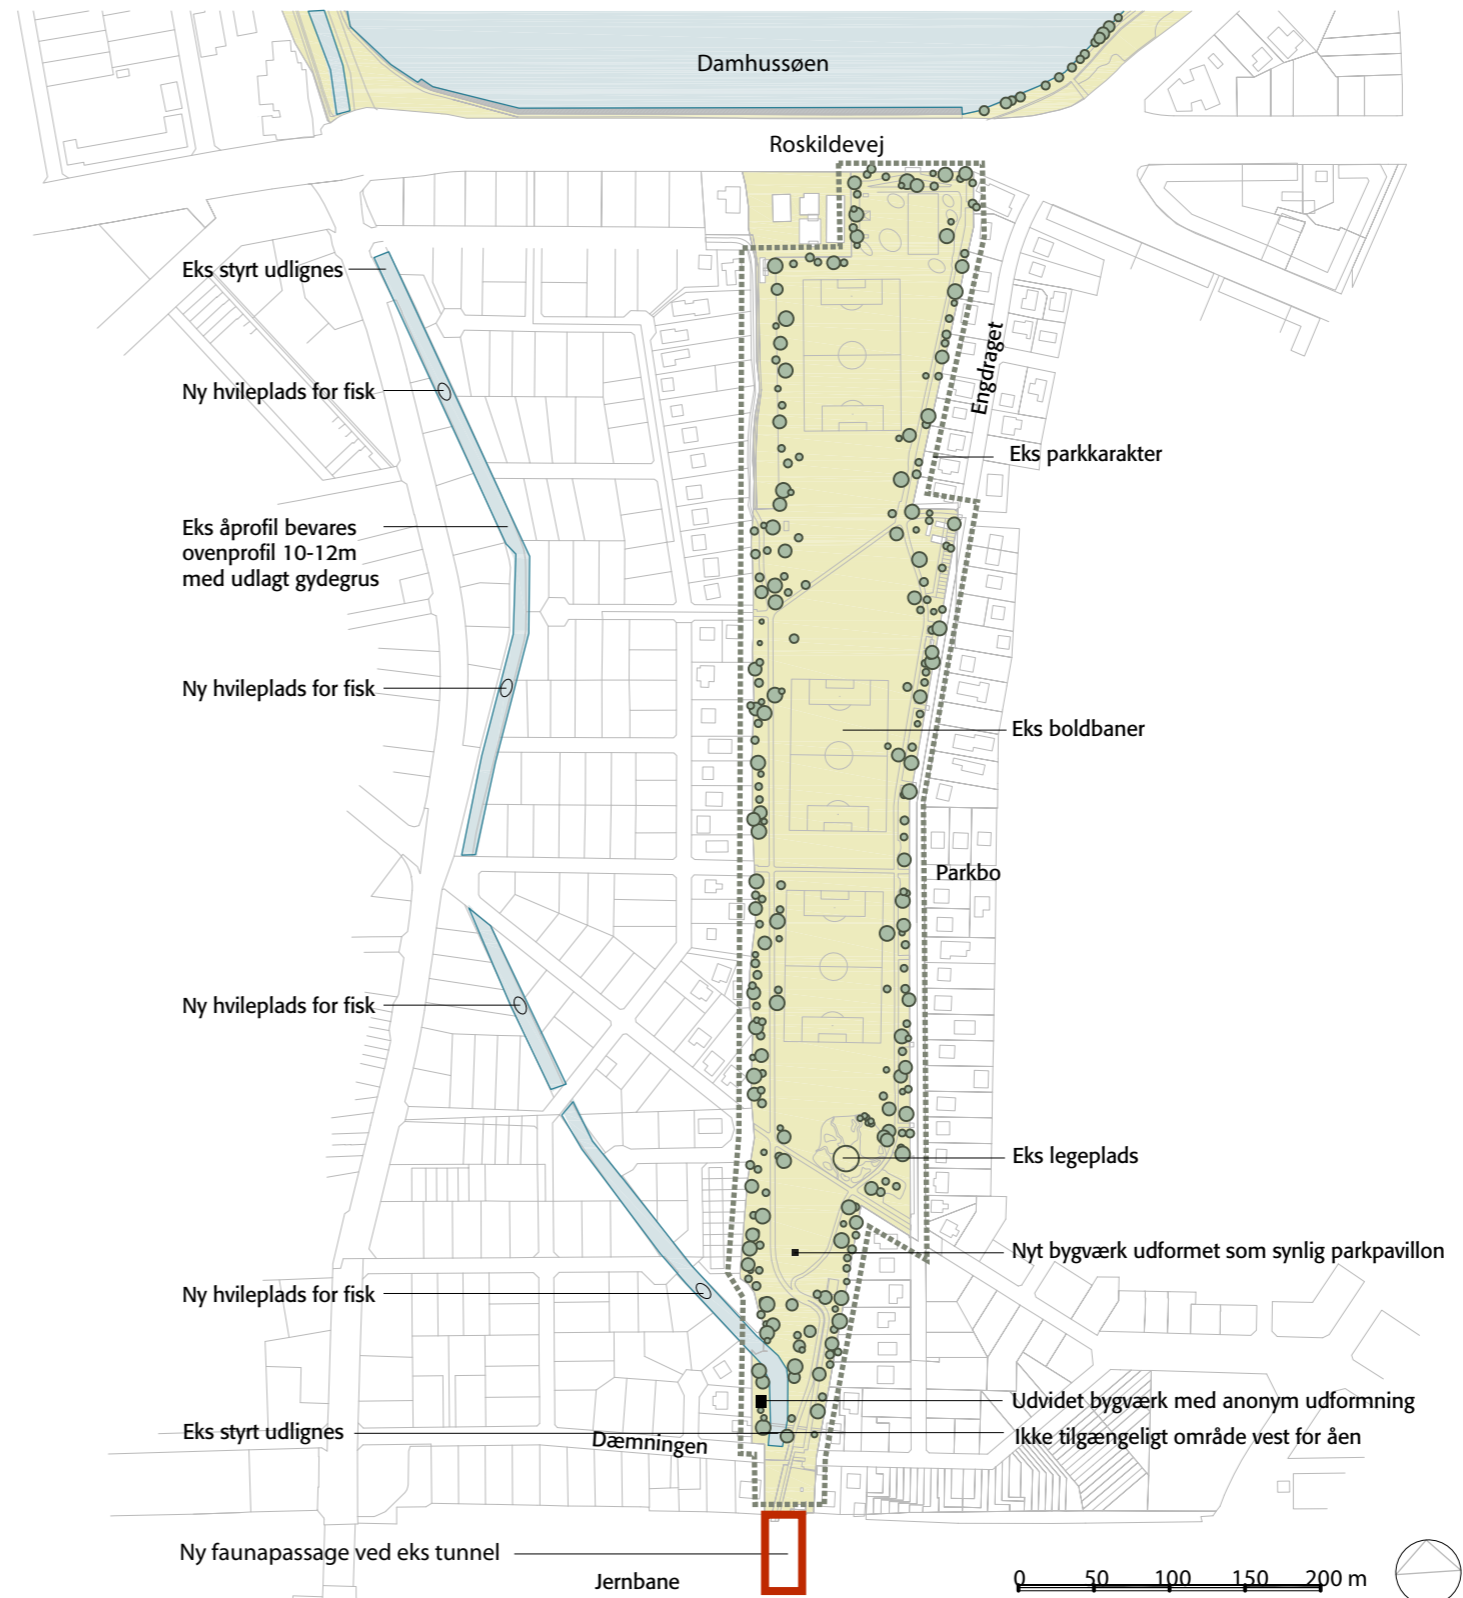 Damhussøen
Roskildevej
Eks styrt udlignes
Engdraget
Ny hvileplads for fisk
Eks parkkarakter
Eks åprofil bevares
ovenprofil 10-12m
med udlagt gydegrus
Ny hvileplads for fisk
Eks boldbaner
Parkbo
Ny hvileplads for fisk
Eks legeplads
Nyt bygværk udformet som synlig parkpavillon
Ny hvileplads for fisk
Udvidet bygværk med anonym udformning
Eks styrt udlignes
Dæmningen
Ikke tilgængeligt område vest for åen
Ny faunapassage ved eks tunnel
Jernbane
0 50 100 150 200 m